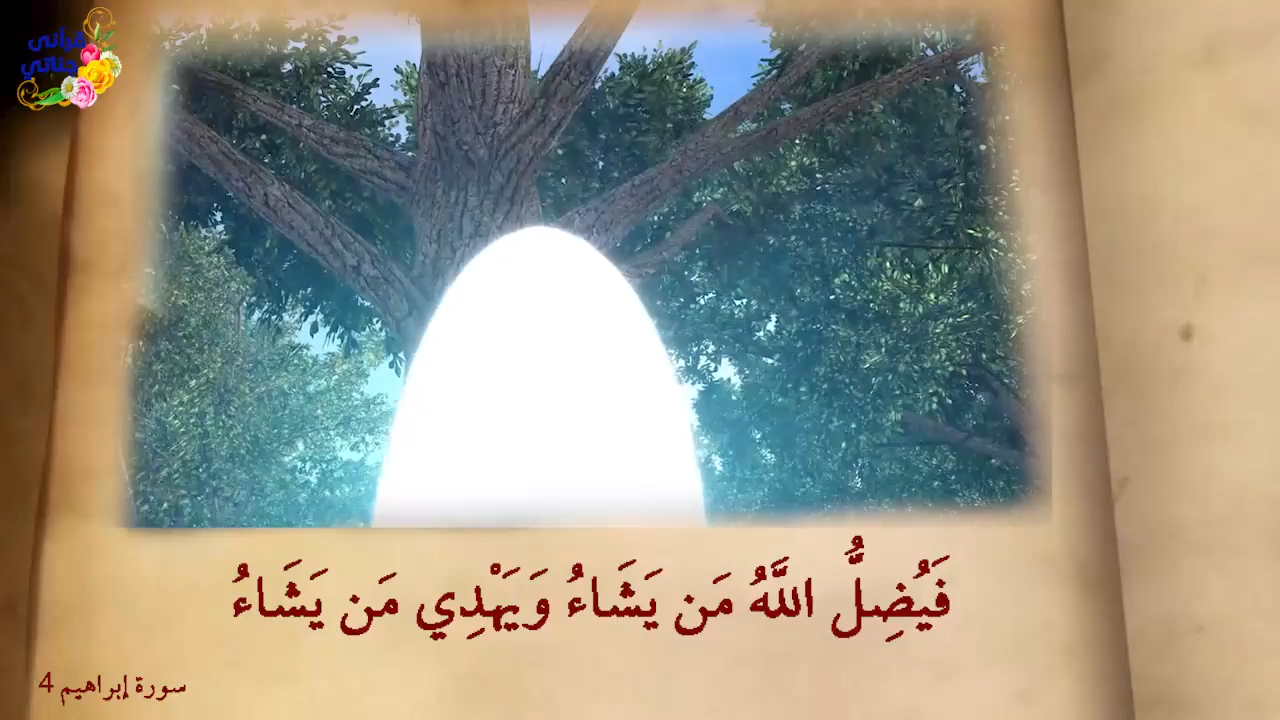 قرآني
جناتي
فَيُضِلُّ اللَّهُ مَن يَشَاءُ وَيَهْدِي مَن يَشَاءُ
سورة إبراهيم 4